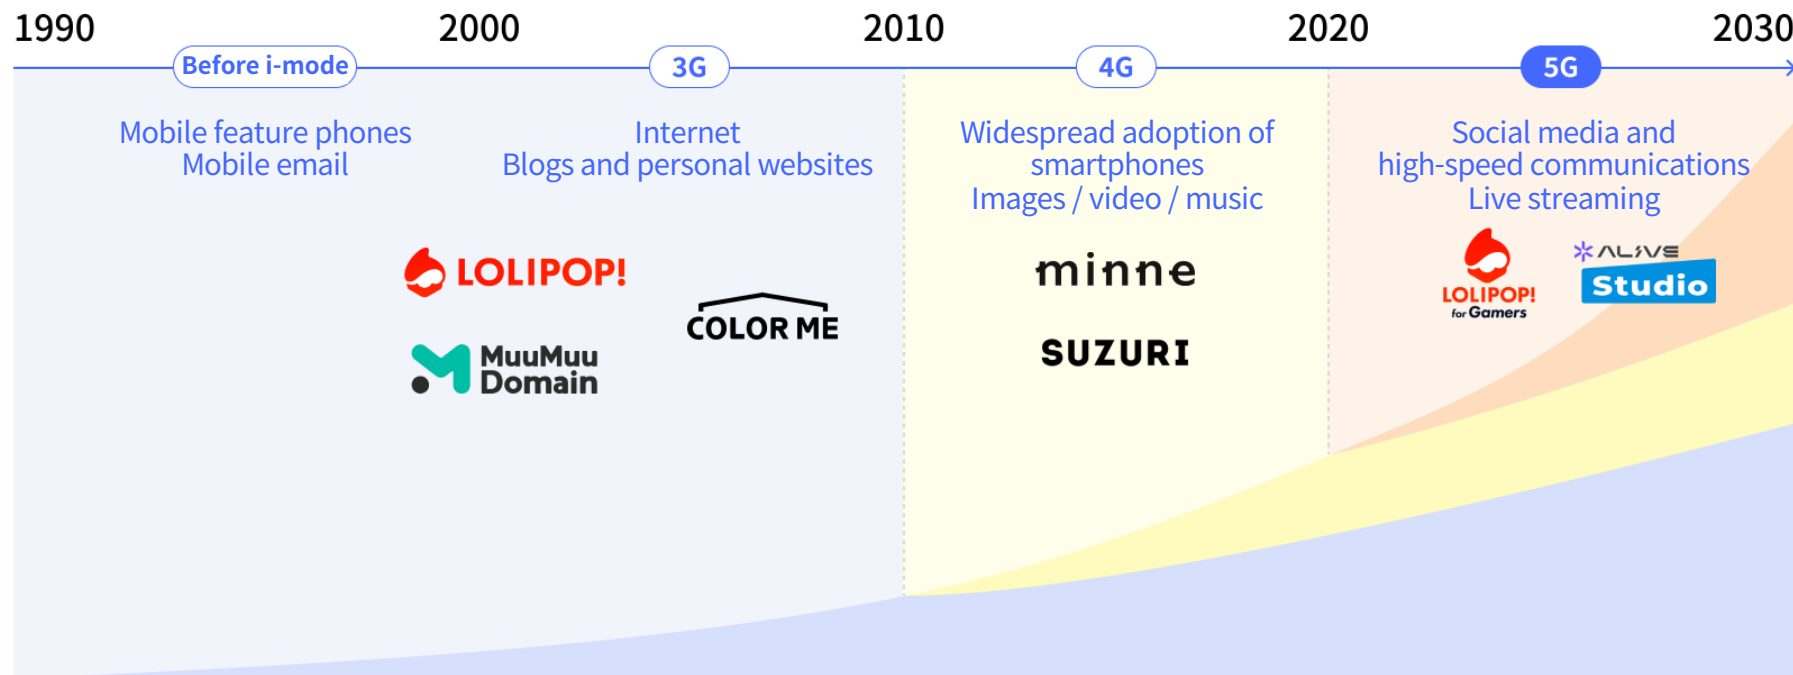 1990
2000
2010
2020
2030
Before i-mode
3G
4G
5G
Mobile feature phones
Mobile email
Internet
Blogs and personal websites
Widespread adoption of
smartphones
Images / video / music
Social media and
high-speed communications
Live streaming
LOLIPOP!
MuuMuu
Domain
COLOR ME
minne
SUZURI
LOLIPOP!
for Gamers
ALIVE
Studio